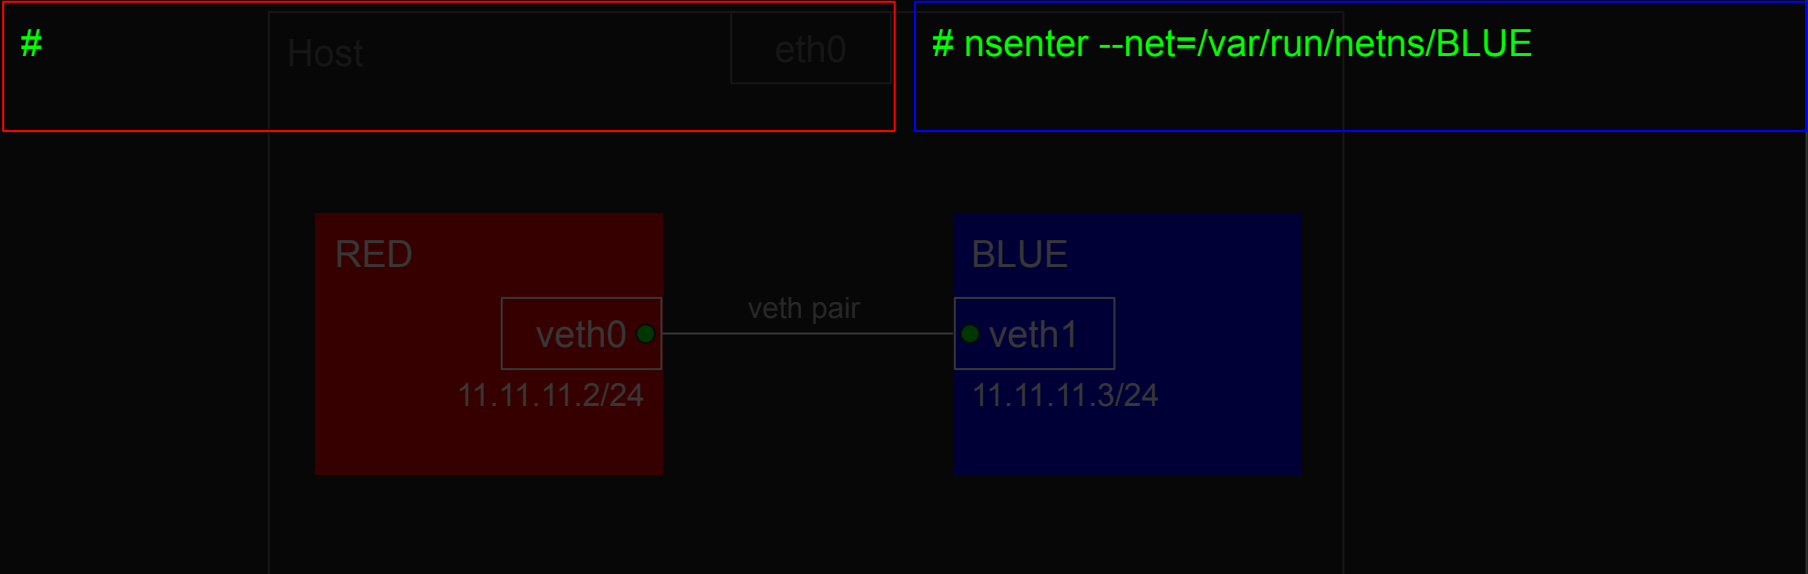 #
# nsenter --net=/var/run/netns/BLUE
Host
eth0
RED
BLUE
veth pair
veth0
veth1
11.11.11.2/24
11.11.11.3/24